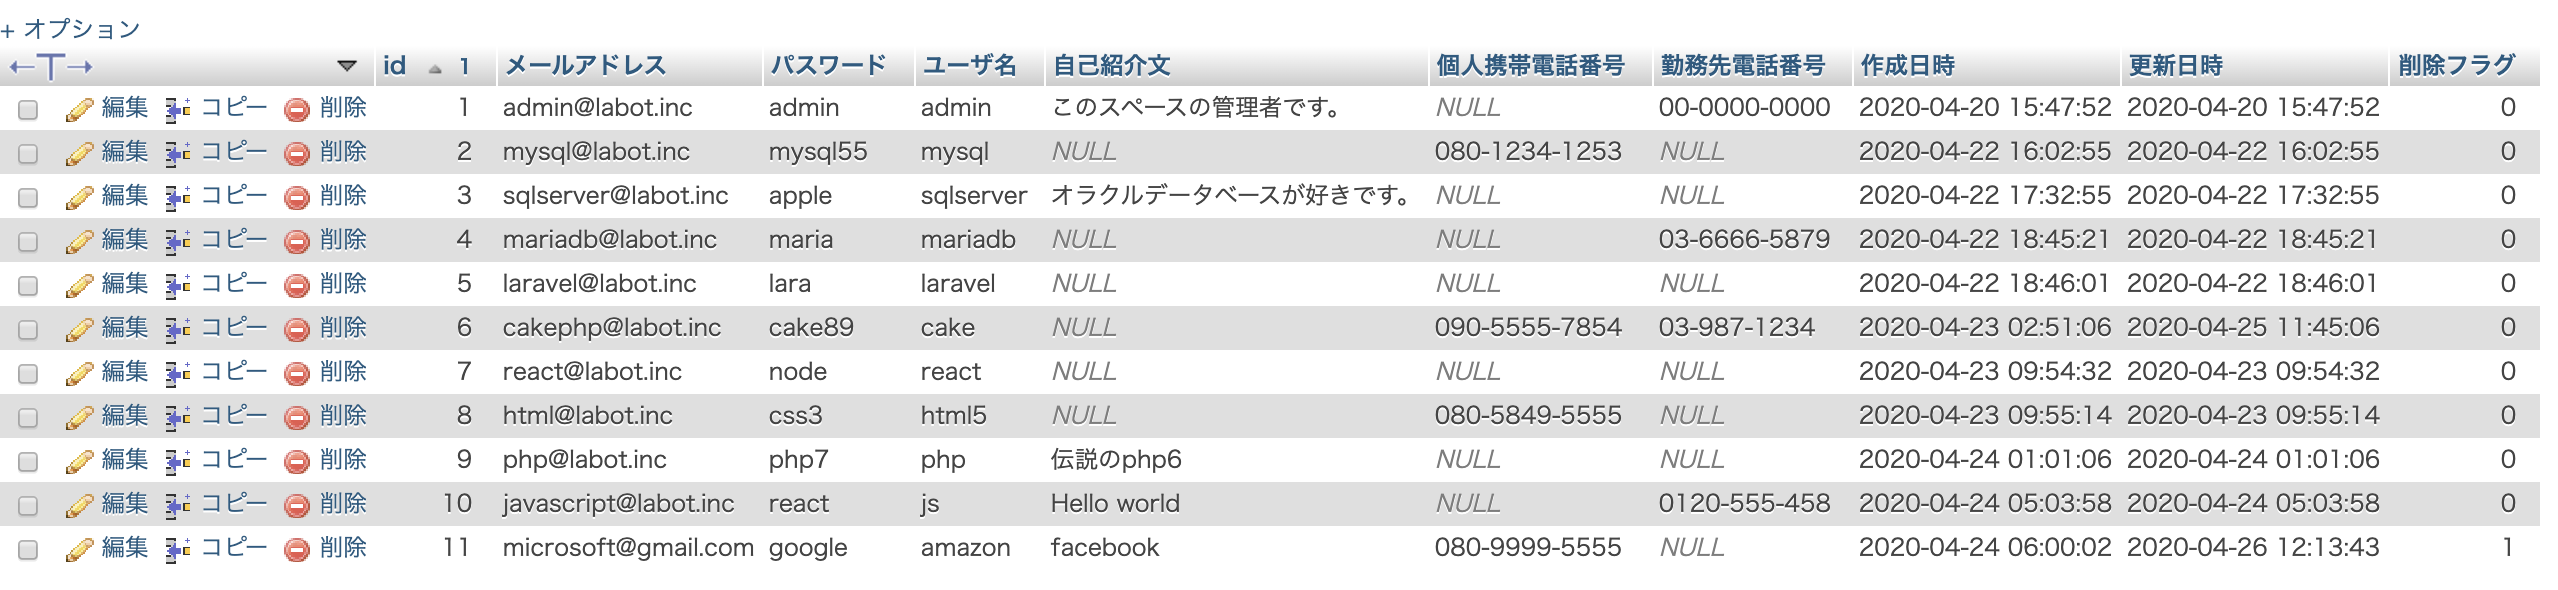 + オプション
←T→ id 1 メールアドレス パスワード ユーザ名 自己紹介文 個人携帯電話番号 勤務先電話番号 作成日時 更新日時 削除フラグ
編集 コピー 削除 1 admin@labot.inc admin admin このスペースの管理者です。 NULL 00-0000-0000 2020-04-20 15:47:52 2020-04-20 15:47:52 0
編集 コピー 削除 2 mysql@labot.inc mysql55 mysql NULL 080-1234-1253 NULL 2020-04-22 16:02:55 2020-04-22 16:02:55 0
編集 コピー 削除 3 sqlserver@labot.inc apple sqlserver オラクルデータベースが好きです。 NULL NULL 2020-04-22 17:32:55 2020-04-22 17:32:55 0
編集 コピー 削除 4 mariadb@labot.inc maria mariadb NULL NULL 03-6666-5879 2020-04-22 18:45:21 2020-04-22 18:45:21 0
編集 コピー 削除 5 laravel@labot.inc lara laravel NULL NULL NULL 2020-04-22 18:46:01 2020-04-22 18:46:01 0
編集 コピー 削除 6 cakephp@labot.inc cake89 cake NULL 090-5555-7854 03-987-1234 2020-04-23 02:51:06 2020-04-25 11:45:06 0
編集 コピー 削除 7 react@labot.inc node react NULL NULL NULL 2020-04-23 09:54:32 2020-04-23 09:54:32 0
編集 コピー 削除 8 html@labot.inc css3 html5 NULL 080-5849-5555 NULL 2020-04-23 09:55:14 2020-04-23 09:55:14 0
編集 コピー 削除 9 php@labot.inc php7 php 伝説のphp6 NULL NULL 2020-04-24 01:01:06 2020-04-24 01:01:06 0
編集 コピー 削除 10 javascript@labot.inc react js Hello world NULL 0120-555-458 2020-04-24 05:03:58 2020-04-24 05:03:58 0
編集 コピー 削除 11 microsoft@gmail.com google amazon facebook 080-9999-5555 NULL 2020-04-24 06:00:02 2020-04-26 12:13:43 1